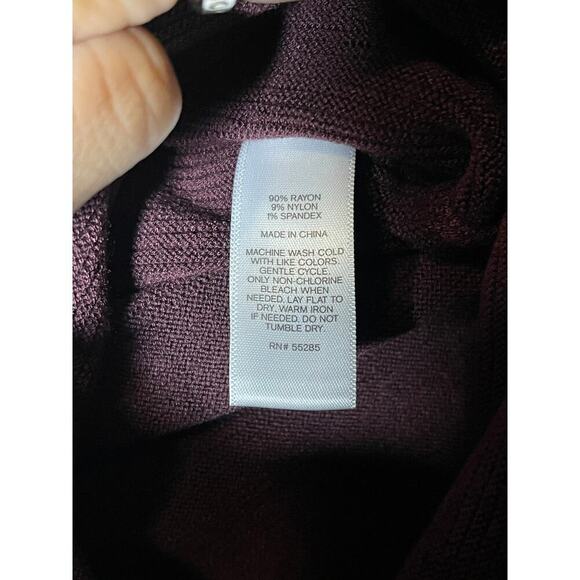 90% RAYON
9% NYLON
1% SPANDEX
MADE IN CHINA
MACHINE WASH COLD
WITH LIKE COLORS.
GENTLE CYCLE.
ONLY NON-CHLORINE
BLEACH WHEN
NEEDED. LAY FLAT TO
DRY. WARM IRON
IF NEEDED. DO NOT
TUMBLE DRY.
RN# 55285